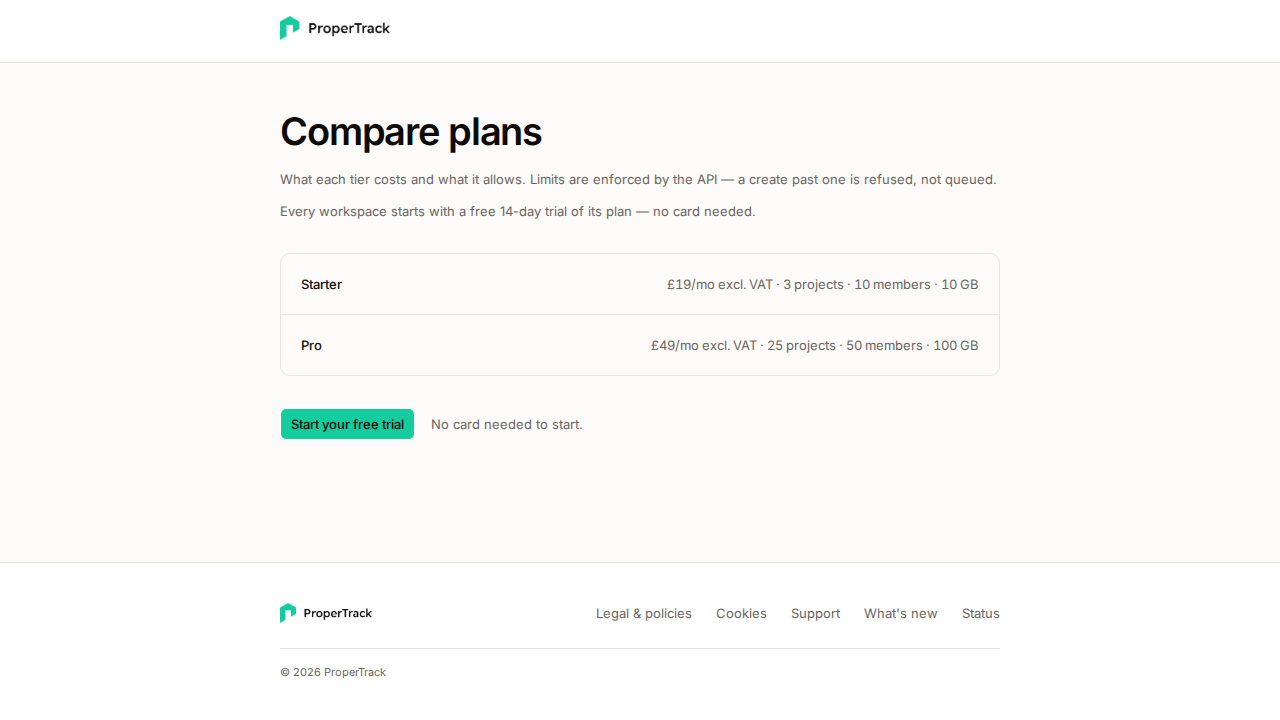 ProperTrack
Compare plans
What each tier costs and what it allows. Limits are enforced by the API — a create past one is refused, not queued.
Every workspace starts with a free 14-day trial of its plan — no card needed.
Starter
£19/mo excl. VAT · 3 projects · 10 members · 10 GB
Pro
£49/mo excl. VAT · 25 projects · 50 members · 100 GB
Start your free trial
No card needed to start.
ProperTrack
Legal & policies
Cookies
Support
What's new
Status
© 2026 ProperTrack